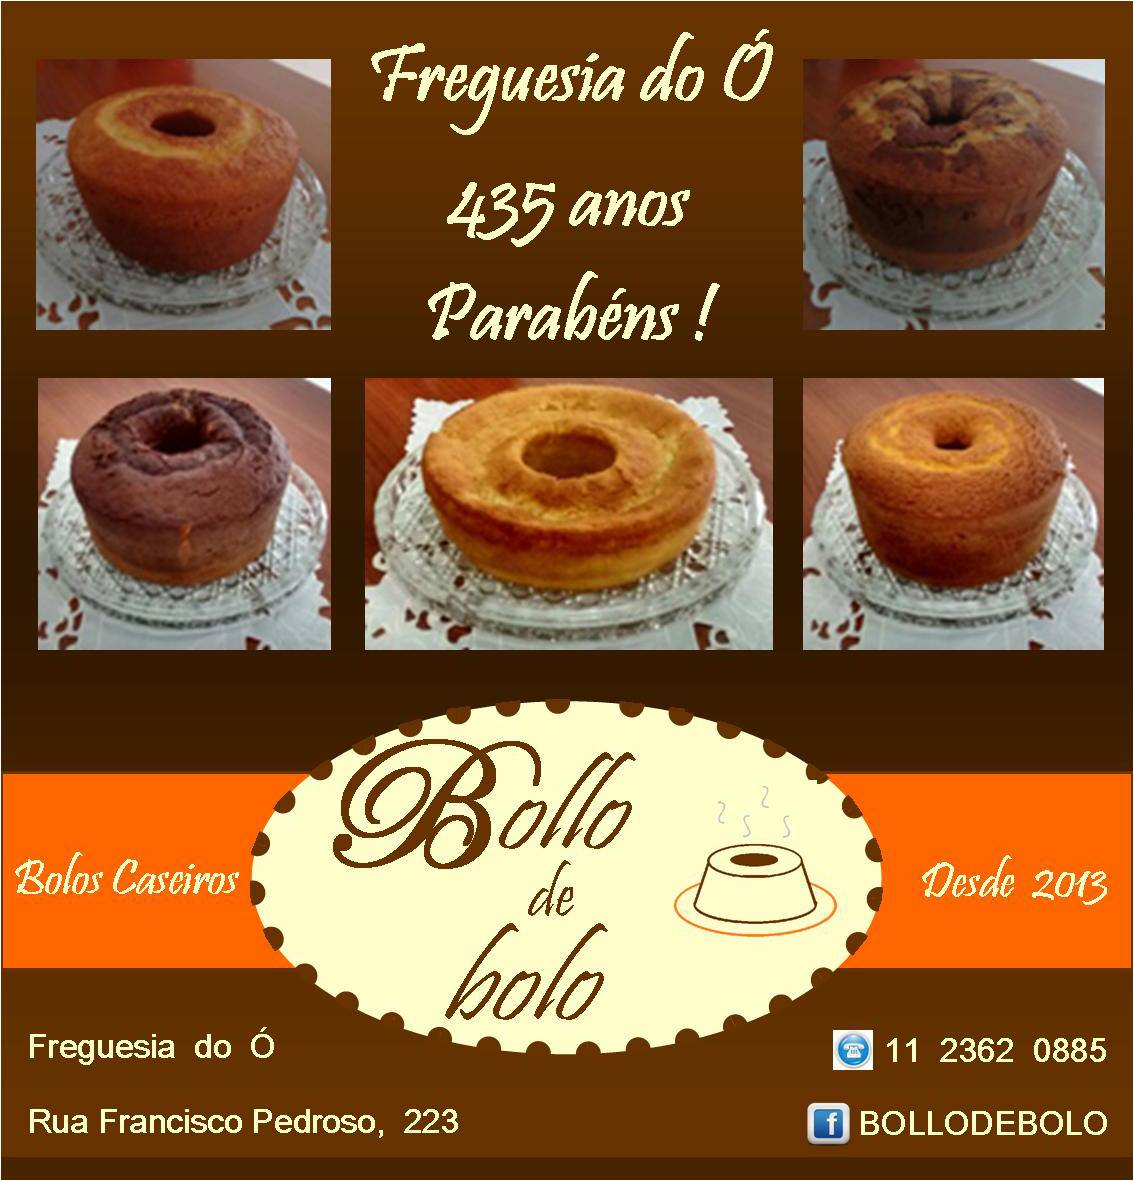 Freguesia do Ó
435 anos
Parabéns !
Bollo
de
bolo
Bolos Caseiros
Desde 2013
Freguesia do Ó
11 2362 0885
Rua Francisco Pedroso, 223
f BOLLODEBOLO